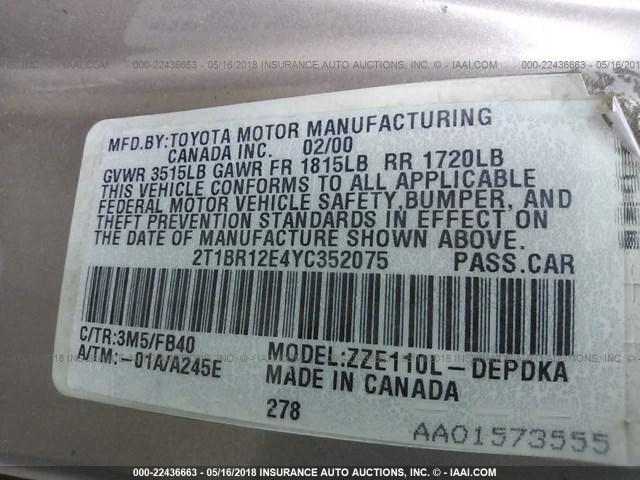 000-22436663 - 05/16/2018 INSURANCE AUTO AUCTIONS, INC. - © IAAI.COM
MFD.BY:TOYOTA MOTOR MANUFACTURING
CANADA INC. 02/00
GVWR 3515LB GAWR FR 1815LB RR 1720LB
THIS VEHICLE CONFORMS TO ALL APPLICABLE
FEDERAL MOTOR VEHICLE SAFETY,BUMPER, AND
THEFT PREVENTION STANDARDS IN EFFECT ON
THE DATE OF MANUFACTURE SHOWN ABOVE.
2T1BR12E4YC352075 PASS.CAR
C/TR:3M5/FB40
A/TM:-01A/A245E
MODEL:ZZE110L-DEPDKA
MADE IN CANADA
278
AA01573555
000-22436663 - 05/16/2018 INSURANCE AUTO AUCTIONS, INC. - © IAAI.COM